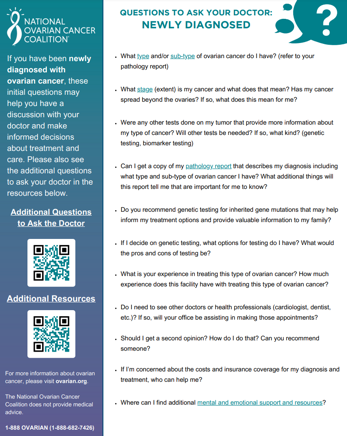 NATIONAL
OVARIAN CANCER
COALITION
If you have been newly
diagnosed with
ovarian cancer, these
initial questions may
help you have a
discussion with your
doctor and make
informed decisions
about treatment and
care. Please also see
the additional questions
to ask your doctor in the
resources below.
Additional Questions
to Ask the Doctor
Additional Resources
For more information about ovarian
cancer, please visit ovarian.org.
The National Ovarian Cancer
Coalition does not provide medical
advice.
1-888 OVARIAN (1-888-682-7426)
QUESTIONS TO ASK YOUR DOCTOR:
NEWLY DIAGNOSED
?
• What type and/or sub-type of ovarian cancer do I have? (refer to your
pathology report)
• What stage (extent) is my cancer and what does that mean? Has my cancer
spread beyond the ovaries? If so, what does this mean for me?
• Were any other tests done on my tumor that provide more information about
my type of cancer? Will other tests be needed? If so, what kind? (genetic
testing, biomarker testing)
• Can I get a copy of my pathology report that describes my diagnosis including
what type and sub-type of ovarian cancer I have? What additional things will
this report tell me that are important for me to know?
• Do you recommend genetic testing for inherited gene mutations that may help
inform my treatment options and provide valuable information to my family?
• If I decide on genetic testing, what options for testing do I have? What would
the pros and cons of testing be?
• What is your experience in treating this type of ovarian cancer? How much
experience does this facility have with treating this type of ovarian cancer?
• Do I need to see other doctors or health professionals (cardiologist, dentist,
etc.)? If so, will your office be assisting in making those appointments?
• Should I get a second opinion? How do I do that? Can you recommend
someone?
• If I'm concerned about the costs and insurance coverage for my diagnosis and
treatment, who can help me?
• Where can I find additional mental and emotional support and resources?